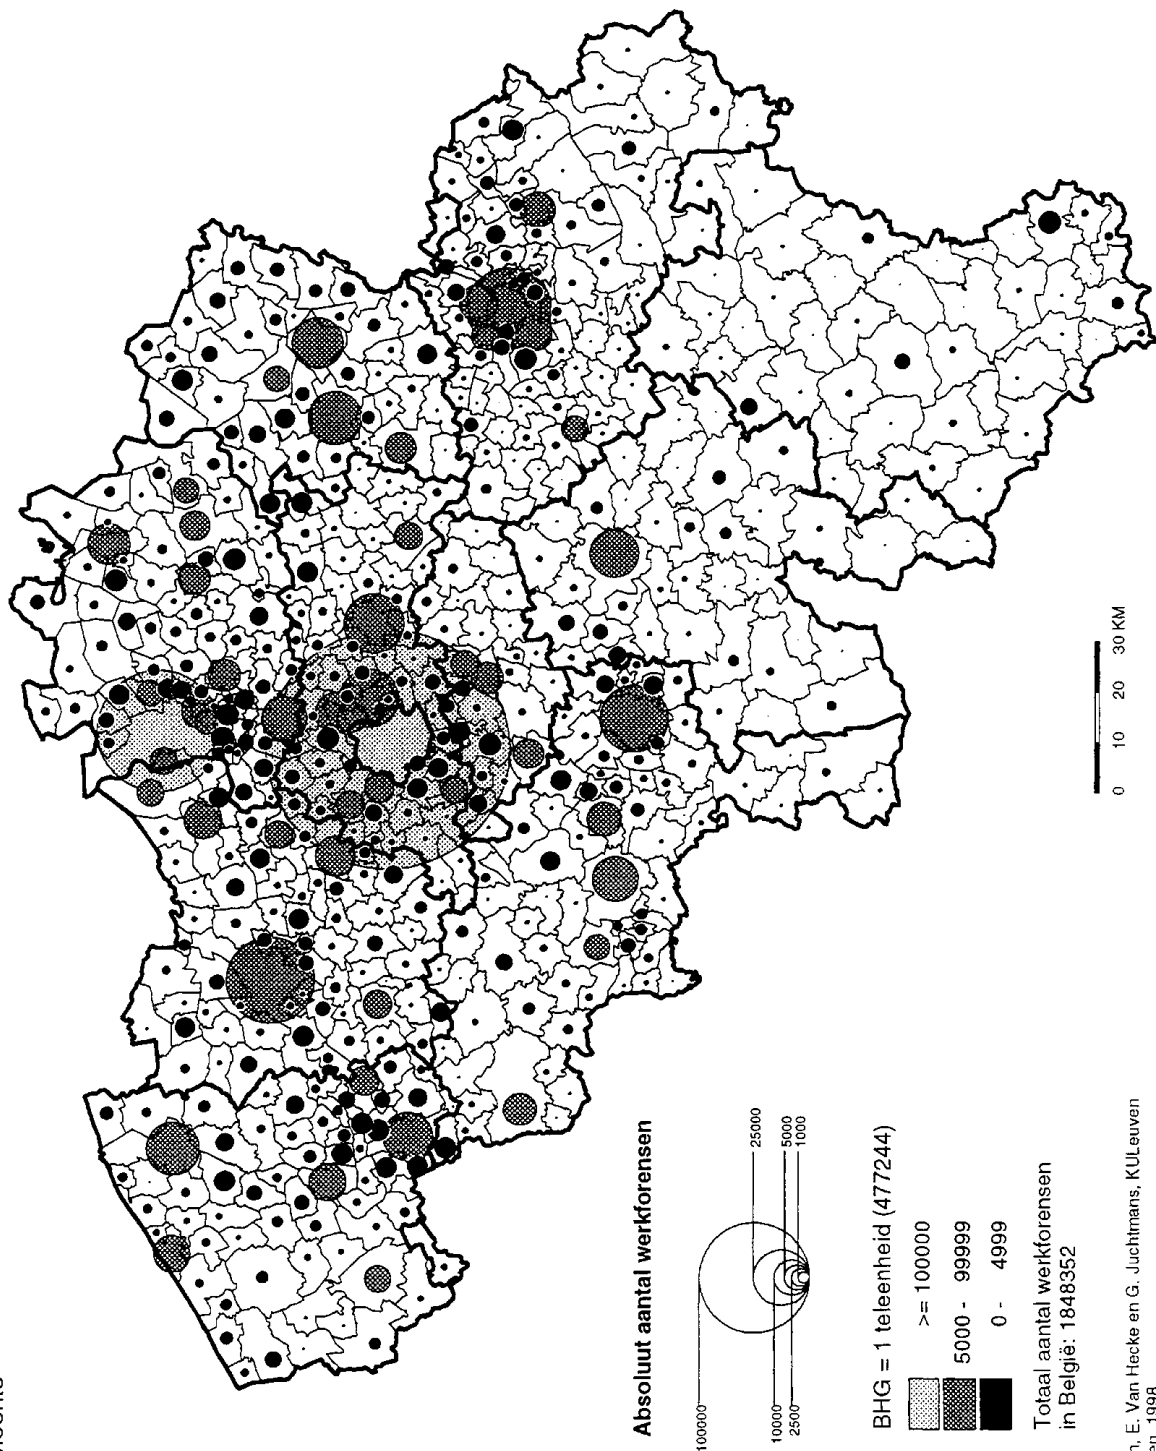 Absoluut aantal werkforensen
100000
25000
10000
5000
2500
1000
BHG = 1 teleenheid (477244)
>= 100000
5000 - 99999
0 - 4999
Totaal aantal werkforensen
in België: 1848352
0 10 20 30 KM
E. Van Hecke en G. Juchtmans, KULeuven
1998